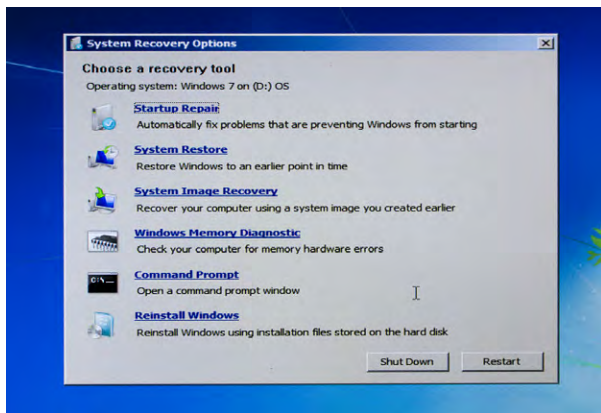 System Recovery Options
Choose a recovery tool
Operating system: Windows 7 on (D:) OS
Startup Repair
Automatically fix problems that are preventing Windows from starting
System Restore
Restore Windows to an earlier point in time
System Image Recovery
Recover your computer using a system image you created earlier
Windows Memory Diagnostic
Check your computer for memory hardware errors
C:\_
Command Prompt
Open a command prompt window
Reinstall Windows
Reinstall Windows using installation files stored on the hard disk
Shut Down Restart